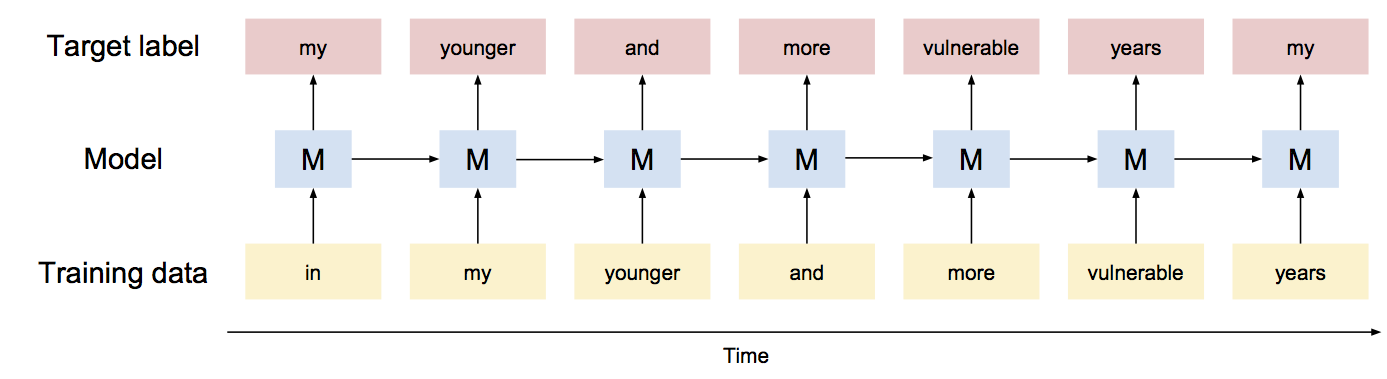 Target label my younger and more vulnerable years my
Model M M M M M M M
Training data in my younger and more vulnerable years
Time